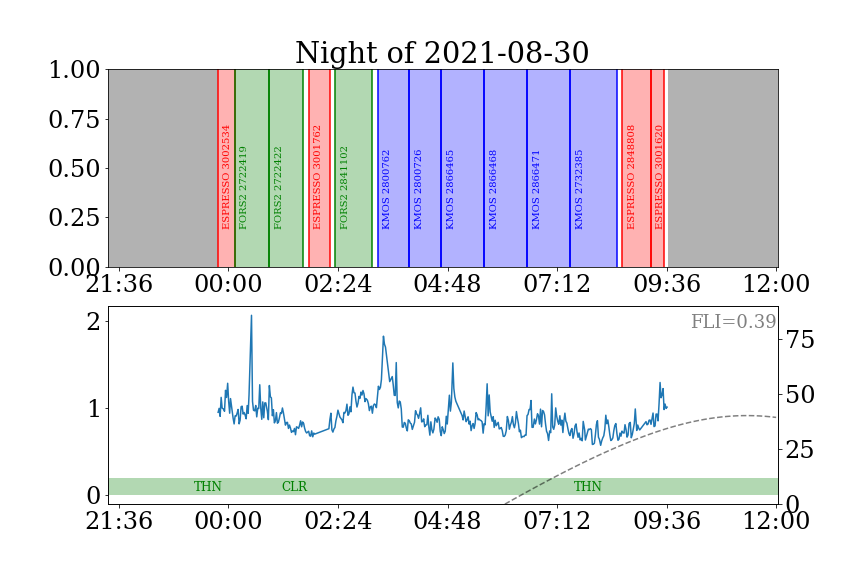 Night of 2021-08-30
1.00
0.75
0.50
0.25
0.00
ESPRESSO 3002534
FORS2 2722419
FORS2 2722422
ESPRESSO 3001762
FORS2 2841102
KMOS 2800762
KMOS 2800726
KMOS 2866465
KMOS 2866468
KMOS 2866471
KMOS 2732385
ESPRESSO 2848808
ESPRESSO 3001620
21:36 00:00 02:24 04:48 07:12 09:36 12:00
FLI=0.39
2
1
0
75
50
25
0
THN CLR THN
21:36 00:00 02:24 04:48 07:12 09:36 12:00